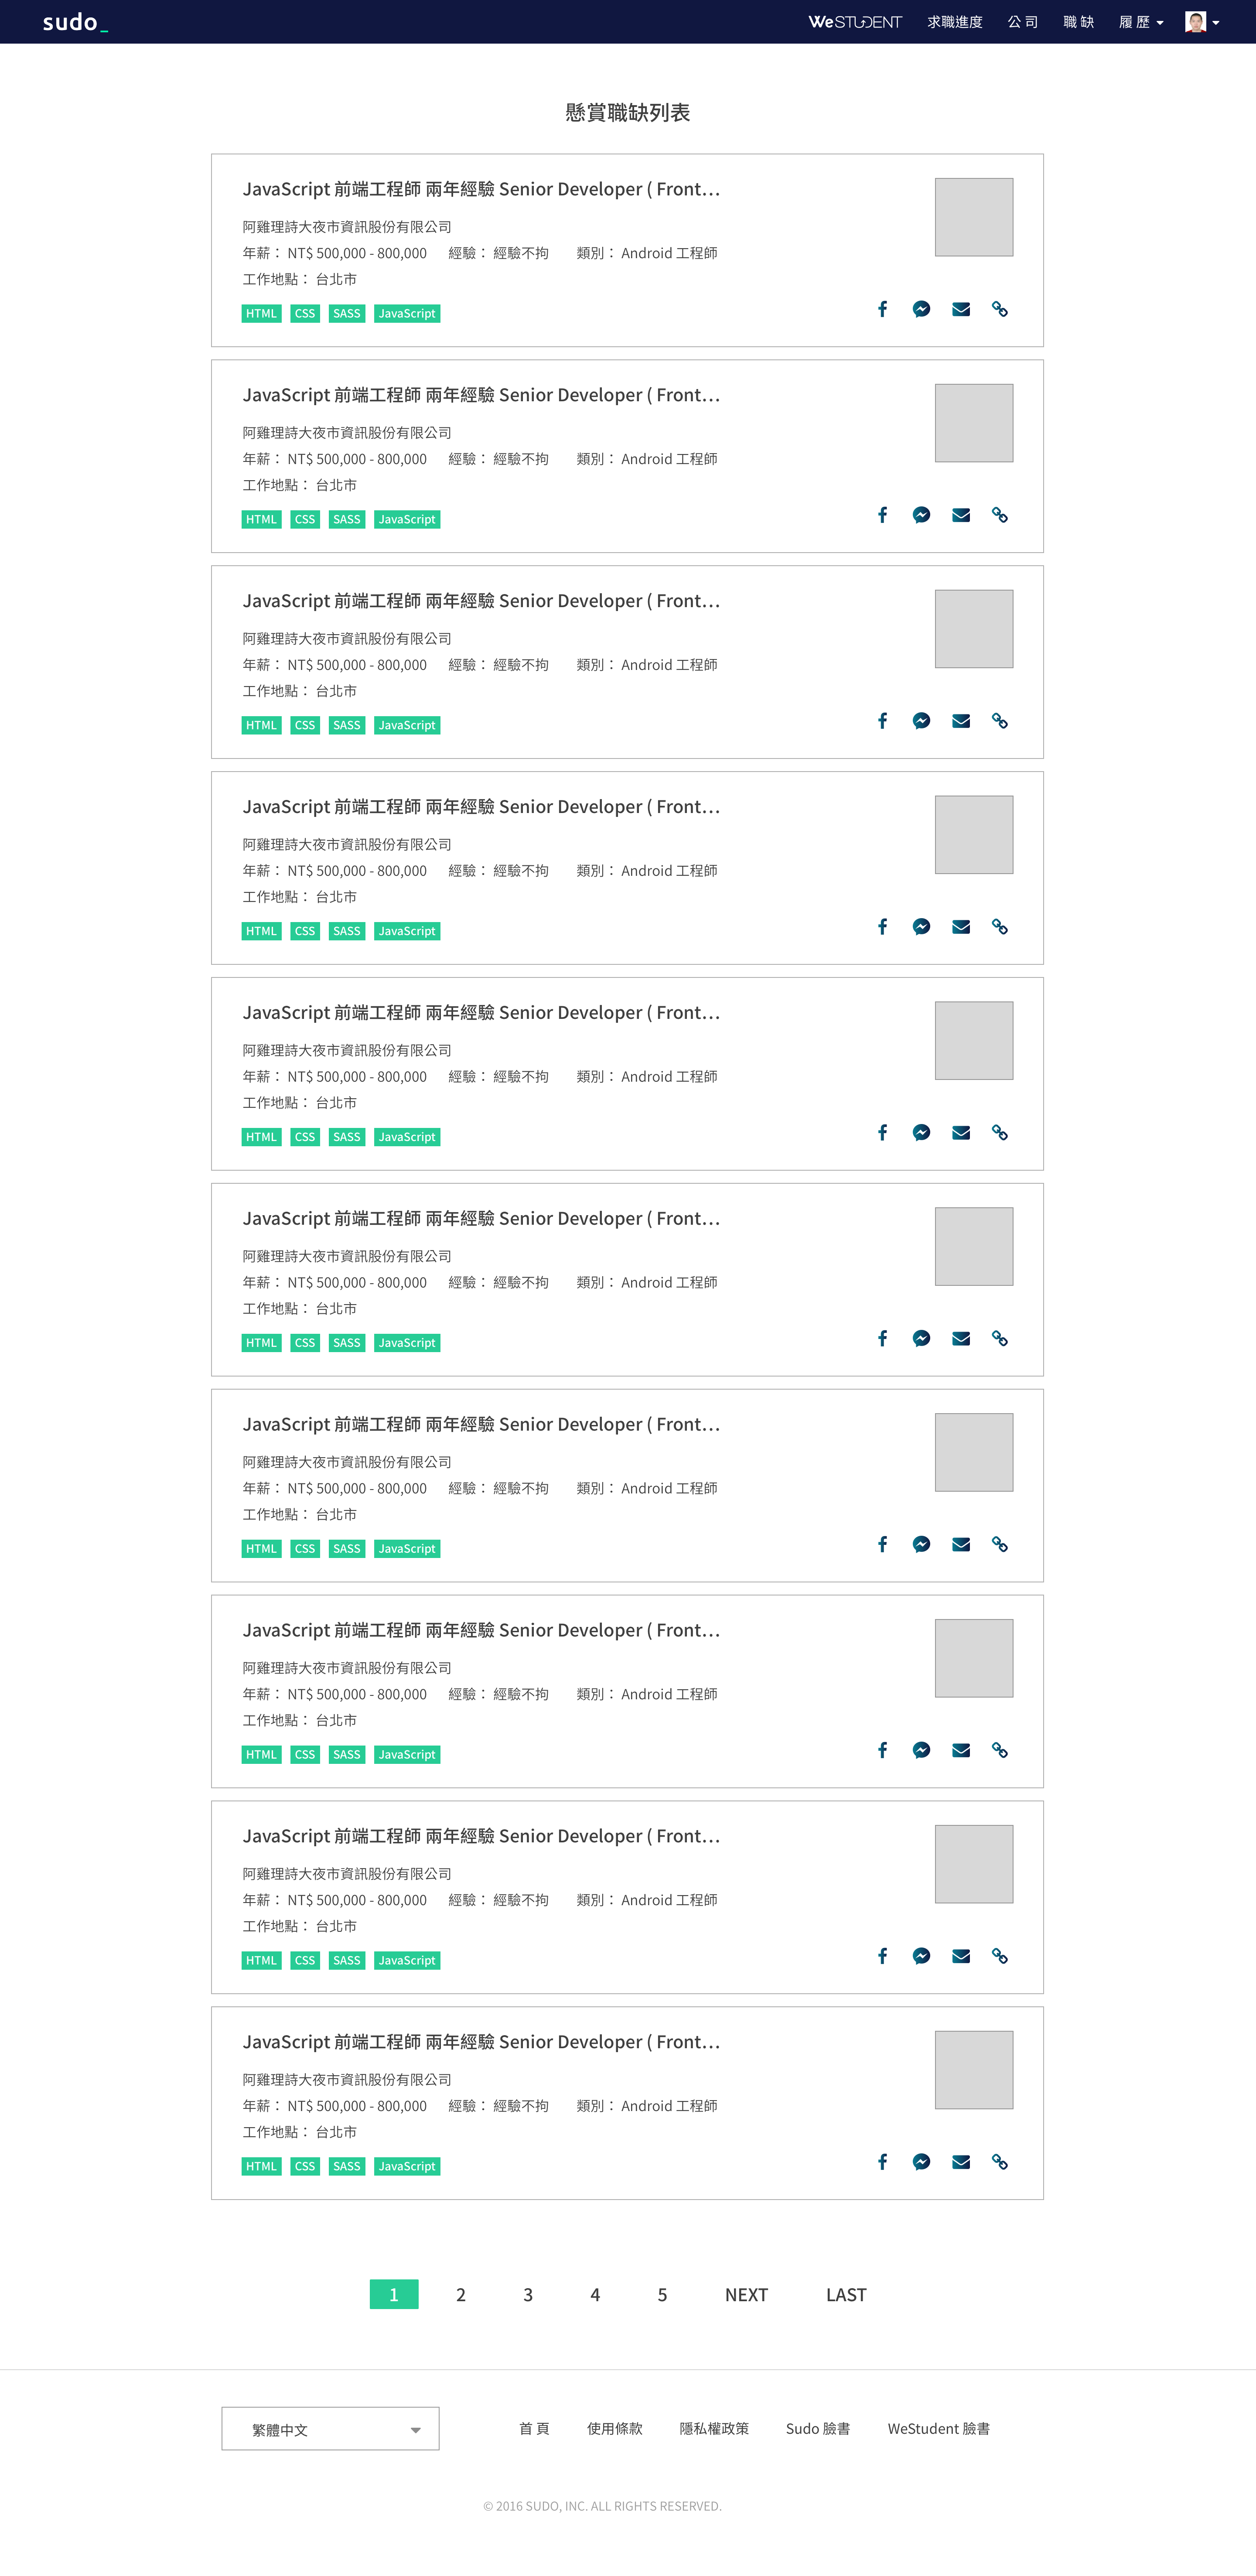 sudo_
WeSTUDENT 求職進度 公 司 職 缺 履 歷
懸賞職缺列表
JavaScript 前端工程師 兩年經驗 Senior Developer ( Front...
阿雞理詩大夜市資訊股份有限公司
年薪： NT$ 500,000 - 800,000 經驗： 經驗不拘 類別： Android 工程師
工作地點： 台北市
HTML CSS SASS JavaScript
JavaScript 前端工程師 兩年經驗 Senior Developer ( Front...
阿雞理詩大夜市資訊股份有限公司
年薪： NT$ 500,000 - 800,000 經驗： 經驗不拘 類別： Android 工程師
工作地點： 台北市
HTML CSS SASS JavaScript
JavaScript 前端工程師 兩年經驗 Senior Developer ( Front...
阿雞理詩大夜市資訊股份有限公司
年薪： NT$ 500,000 - 800,000 經驗： 經驗不拘 類別： Android 工程師
工作地點： 台北市
HTML CSS SASS JavaScript
JavaScript 前端工程師 兩年經驗 Senior Developer ( Front...
阿雞理詩大夜市資訊股份有限公司
年薪： NT$ 500,000 - 800,000 經驗： 經驗不拘 類別： Android 工程師
工作地點： 台北市
HTML CSS SASS JavaScript
JavaScript 前端工程師 兩年經驗 Senior Developer ( Front...
阿雞理詩大夜市資訊股份有限公司
年薪： NT$ 500,000 - 800,000 經驗： 經驗不拘 類別： Android 工程師
工作地點： 台北市
HTML CSS SASS JavaScript
JavaScript 前端工程師 兩年經驗 Senior Developer ( Front...
阿雞理詩大夜市資訊股份有限公司
年薪： NT$ 500,000 - 800,000 經驗： 經驗不拘 類別： Android 工程師
工作地點： 台北市
HTML CSS SASS JavaScript
JavaScript 前端工程師 兩年經驗 Senior Developer ( Front...
阿雞理詩大夜市資訊股份有限公司
年薪： NT$ 500,000 - 800,000 經驗： 經驗不拘 類別： Android 工程師
工作地點： 台北市
HTML CSS SASS JavaScript
JavaScript 前端工程師 兩年經驗 Senior Developer ( Front...
阿雞理詩大夜市資訊股份有限公司
年薪： NT$ 500,000 - 800,000 經驗： 經驗不拘 類別： Android 工程師
工作地點： 台北市
HTML CSS SASS JavaScript
JavaScript 前端工程師 兩年經驗 Senior Developer ( Front...
阿雞理詩大夜市資訊股份有限公司
年薪： NT$ 500,000 - 800,000 經驗： 經驗不拘 類別： Android 工程師
工作地點： 台北市
HTML CSS SASS JavaScript
JavaScript 前端工程師 兩年經驗 Senior Developer ( Front...
阿雞理詩大夜市資訊股份有限公司
年薪： NT$ 500,000 - 800,000 經驗： 經驗不拘 類別： Android 工程師
工作地點： 台北市
HTML CSS SASS JavaScript
1 2 3 4 5 NEXT LAST
繁體中文 首 頁 使用條款 隱私權政策 Sudo 臉書 WeStudent 臉書
© 2016 SUDO, INC. ALL RIGHTS RESERVED.